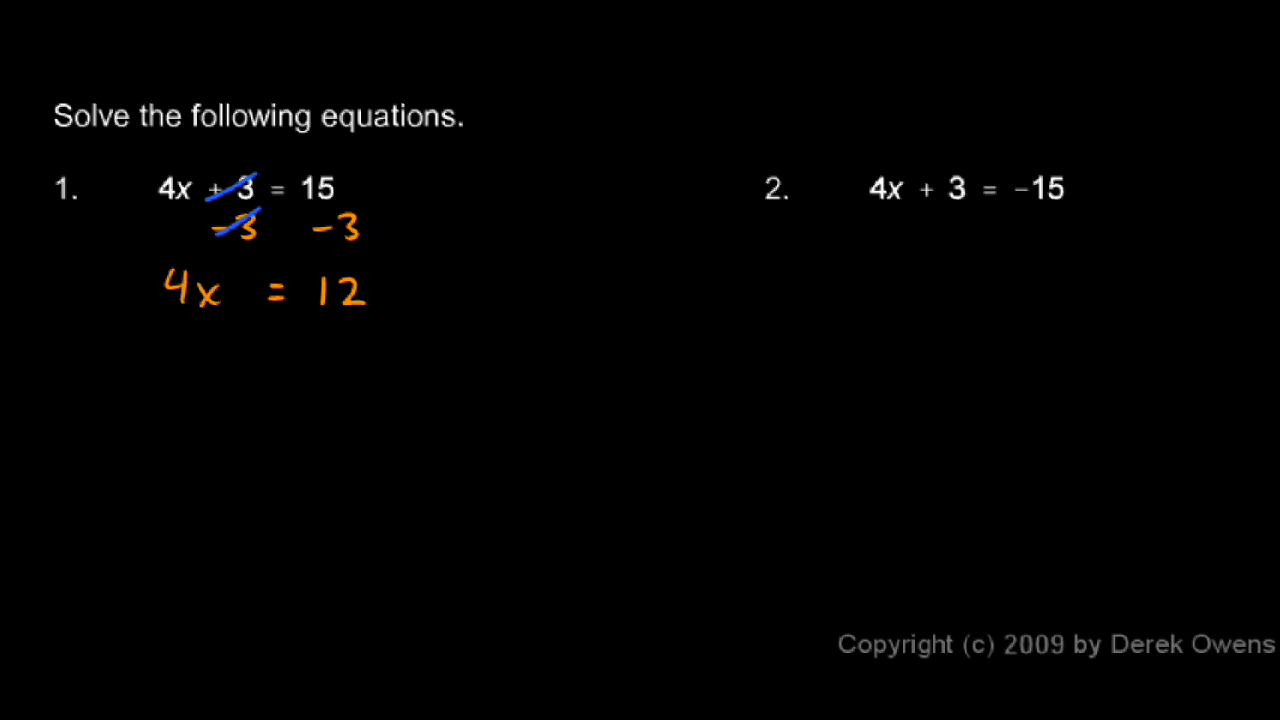 Solve the following equations.
1. 4x + 3 = 15
-3 -3
4x = 12
2. 4x + 3 = -15
Copyright (c) 2009 by Derek Owens